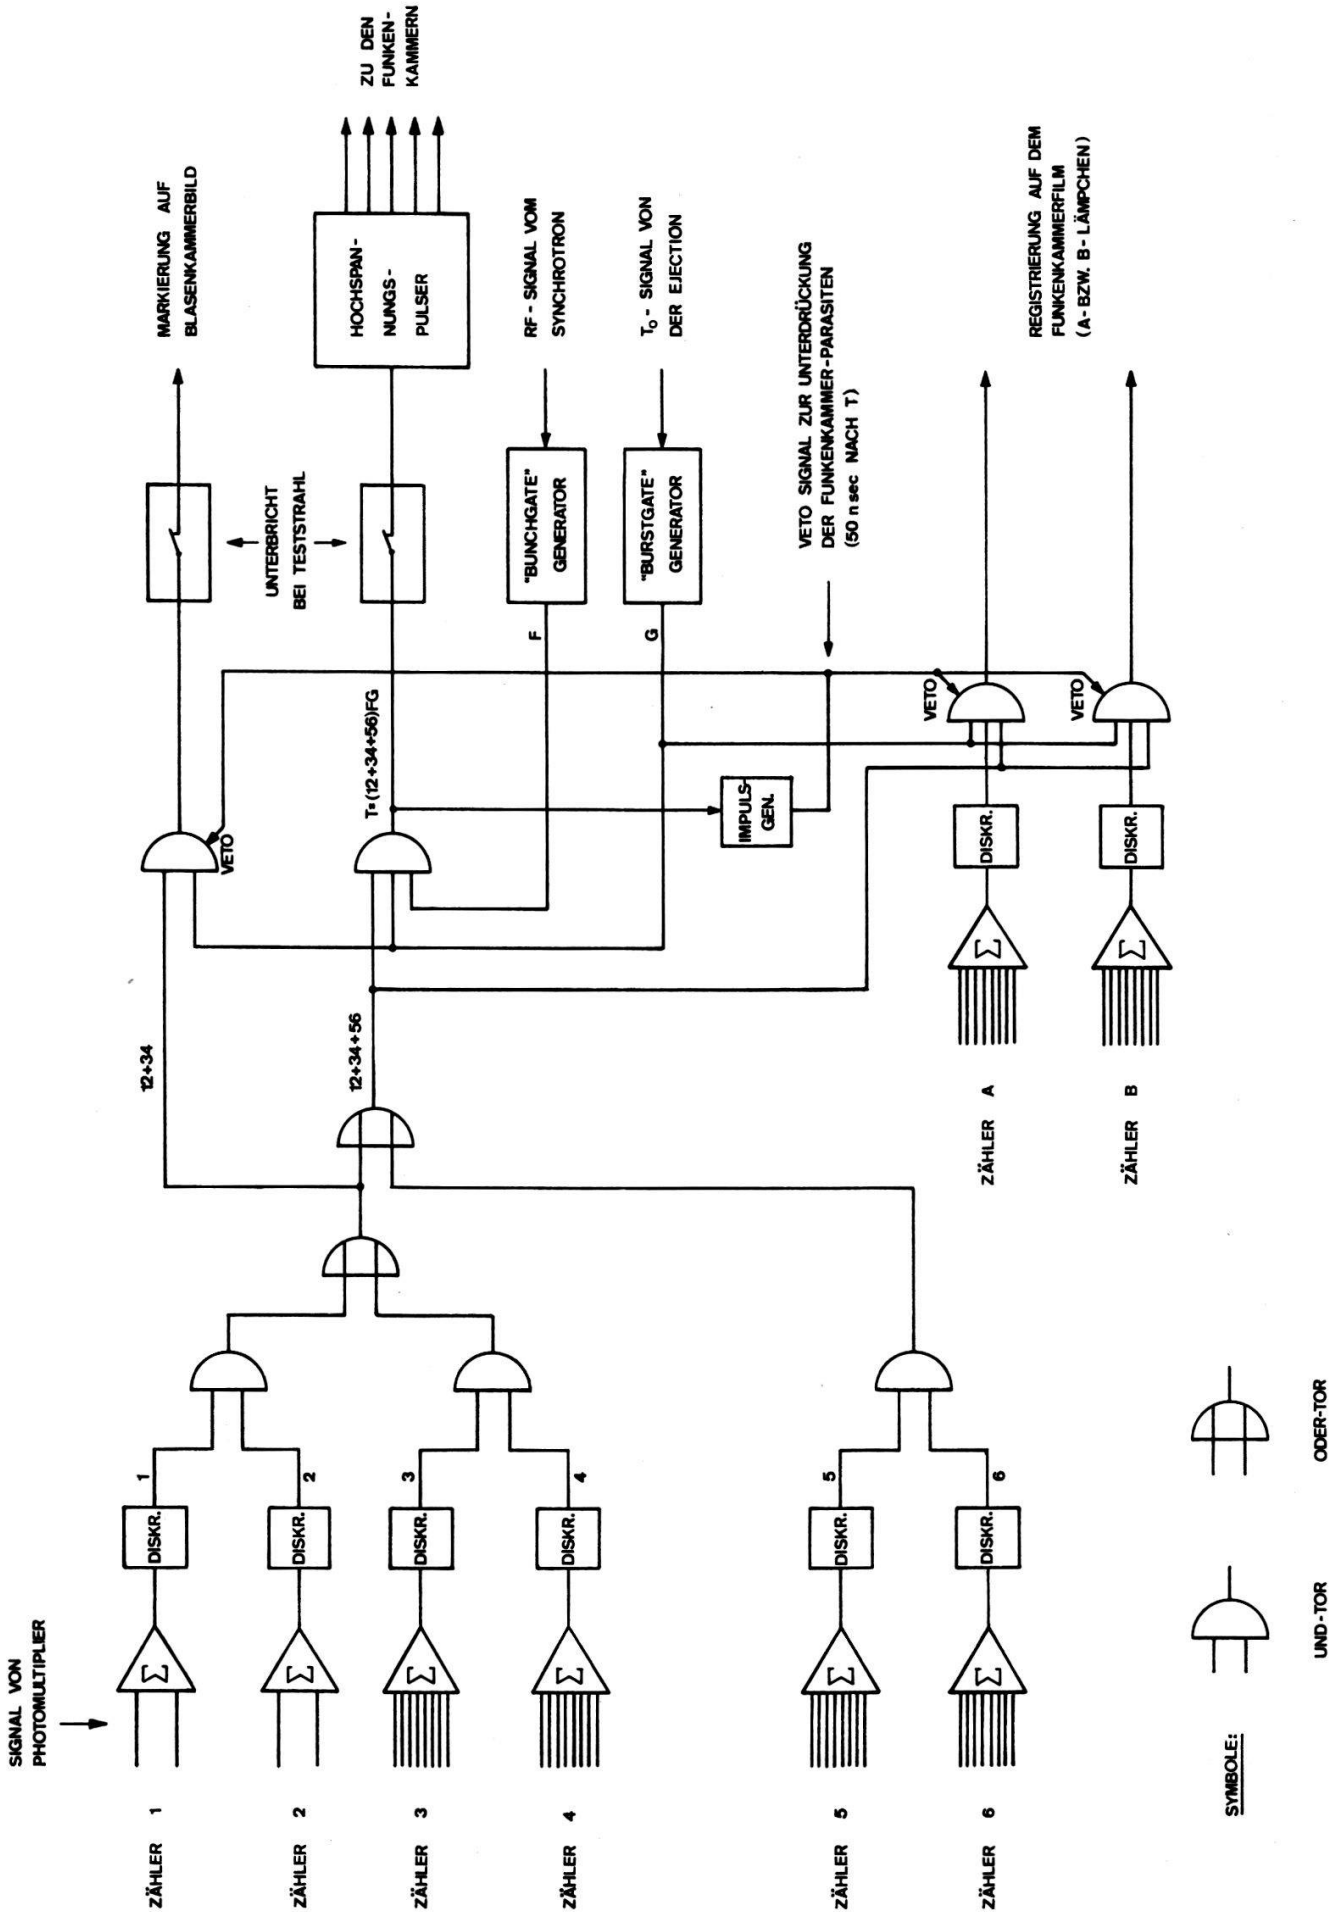 SIGNAL VON
PHOTOMULTIPLIER
ZÄHLER 1
Σ
DISKR.
1
ZÄHLER 2
Σ
DISKR.
2
ZÄHLER 3
Σ
DISKR.
3
ZÄHLER 4
Σ
DISKR.
4
ZÄHLER 5
Σ
DISKR.
5
ZÄHLER 6
Σ
DISKR.
6
12+34
12+34+56
VETO
T=(12+34+56)FG
MARKIERUNG AUF
BLASENKAMMERBILD
UNTERBRICHT
BEI TESTSTRAHL
HOCHSPAN-
NUNGS-
PULSER
ZU DEN
FUNKEN-
KAMMERN
F
"BUNCHGATE"
GENERATOR
RF-SIGNAL VOM
SYNCHROTRON
G
"BURSTGATE"
GENERATOR
T₀- SIGNAL VON
DER EJECTION
IMPULS-
GEN.
VETO SIGNAL ZUR UNTERDRÜCKUNG
DER FUNKENKAMMER-PARASITEN
(50 nsec NACH T)
ZÄHLER A
Σ
DISKR.
VETO
ZÄHLER B
Σ
DISKR.
VETO
REGISTRIERUNG AUF DEM
FUNKENKAMMERFILM
(A-BZW. B-LÄMPCHEN)
SYMBOLE:
UND-TOR
ODER-TOR